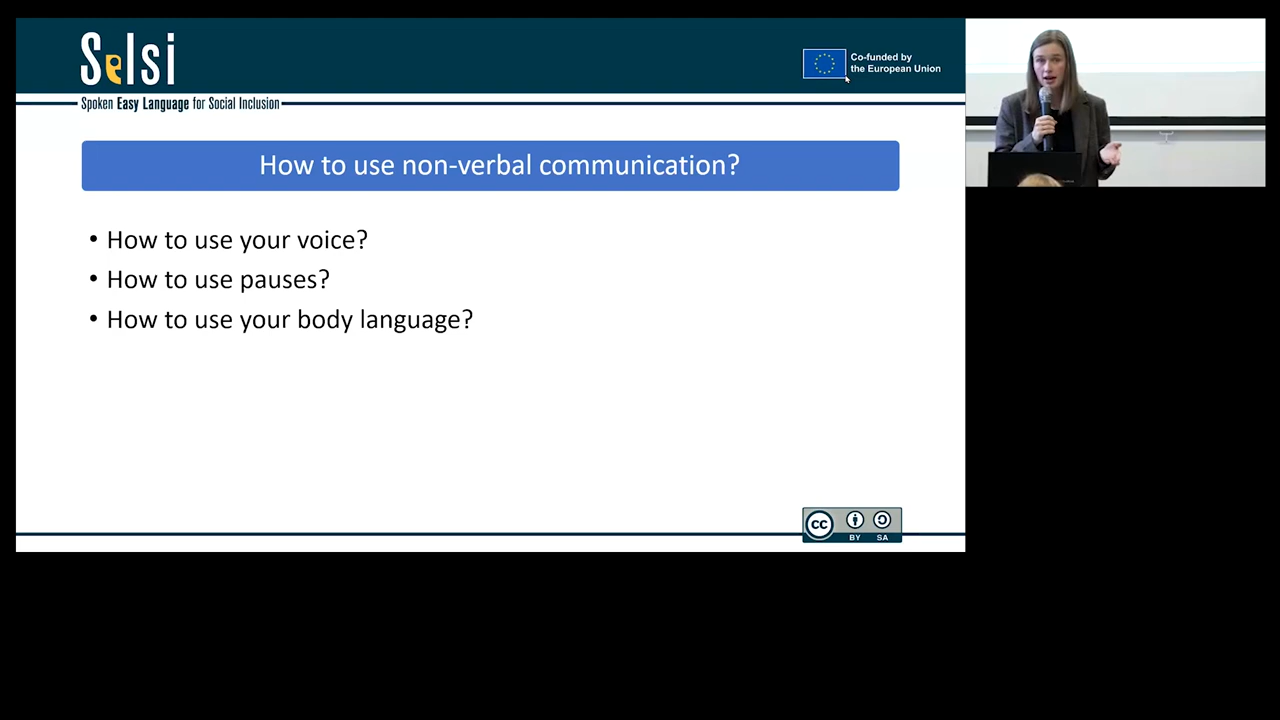 Selsi
Spoken Easy Language for Social Inclusion
Co-funded by
the European Union
How to use non-verbal communication?
• How to use your voice?
• How to use pauses?
• How to use your body language?
cc
BY SA